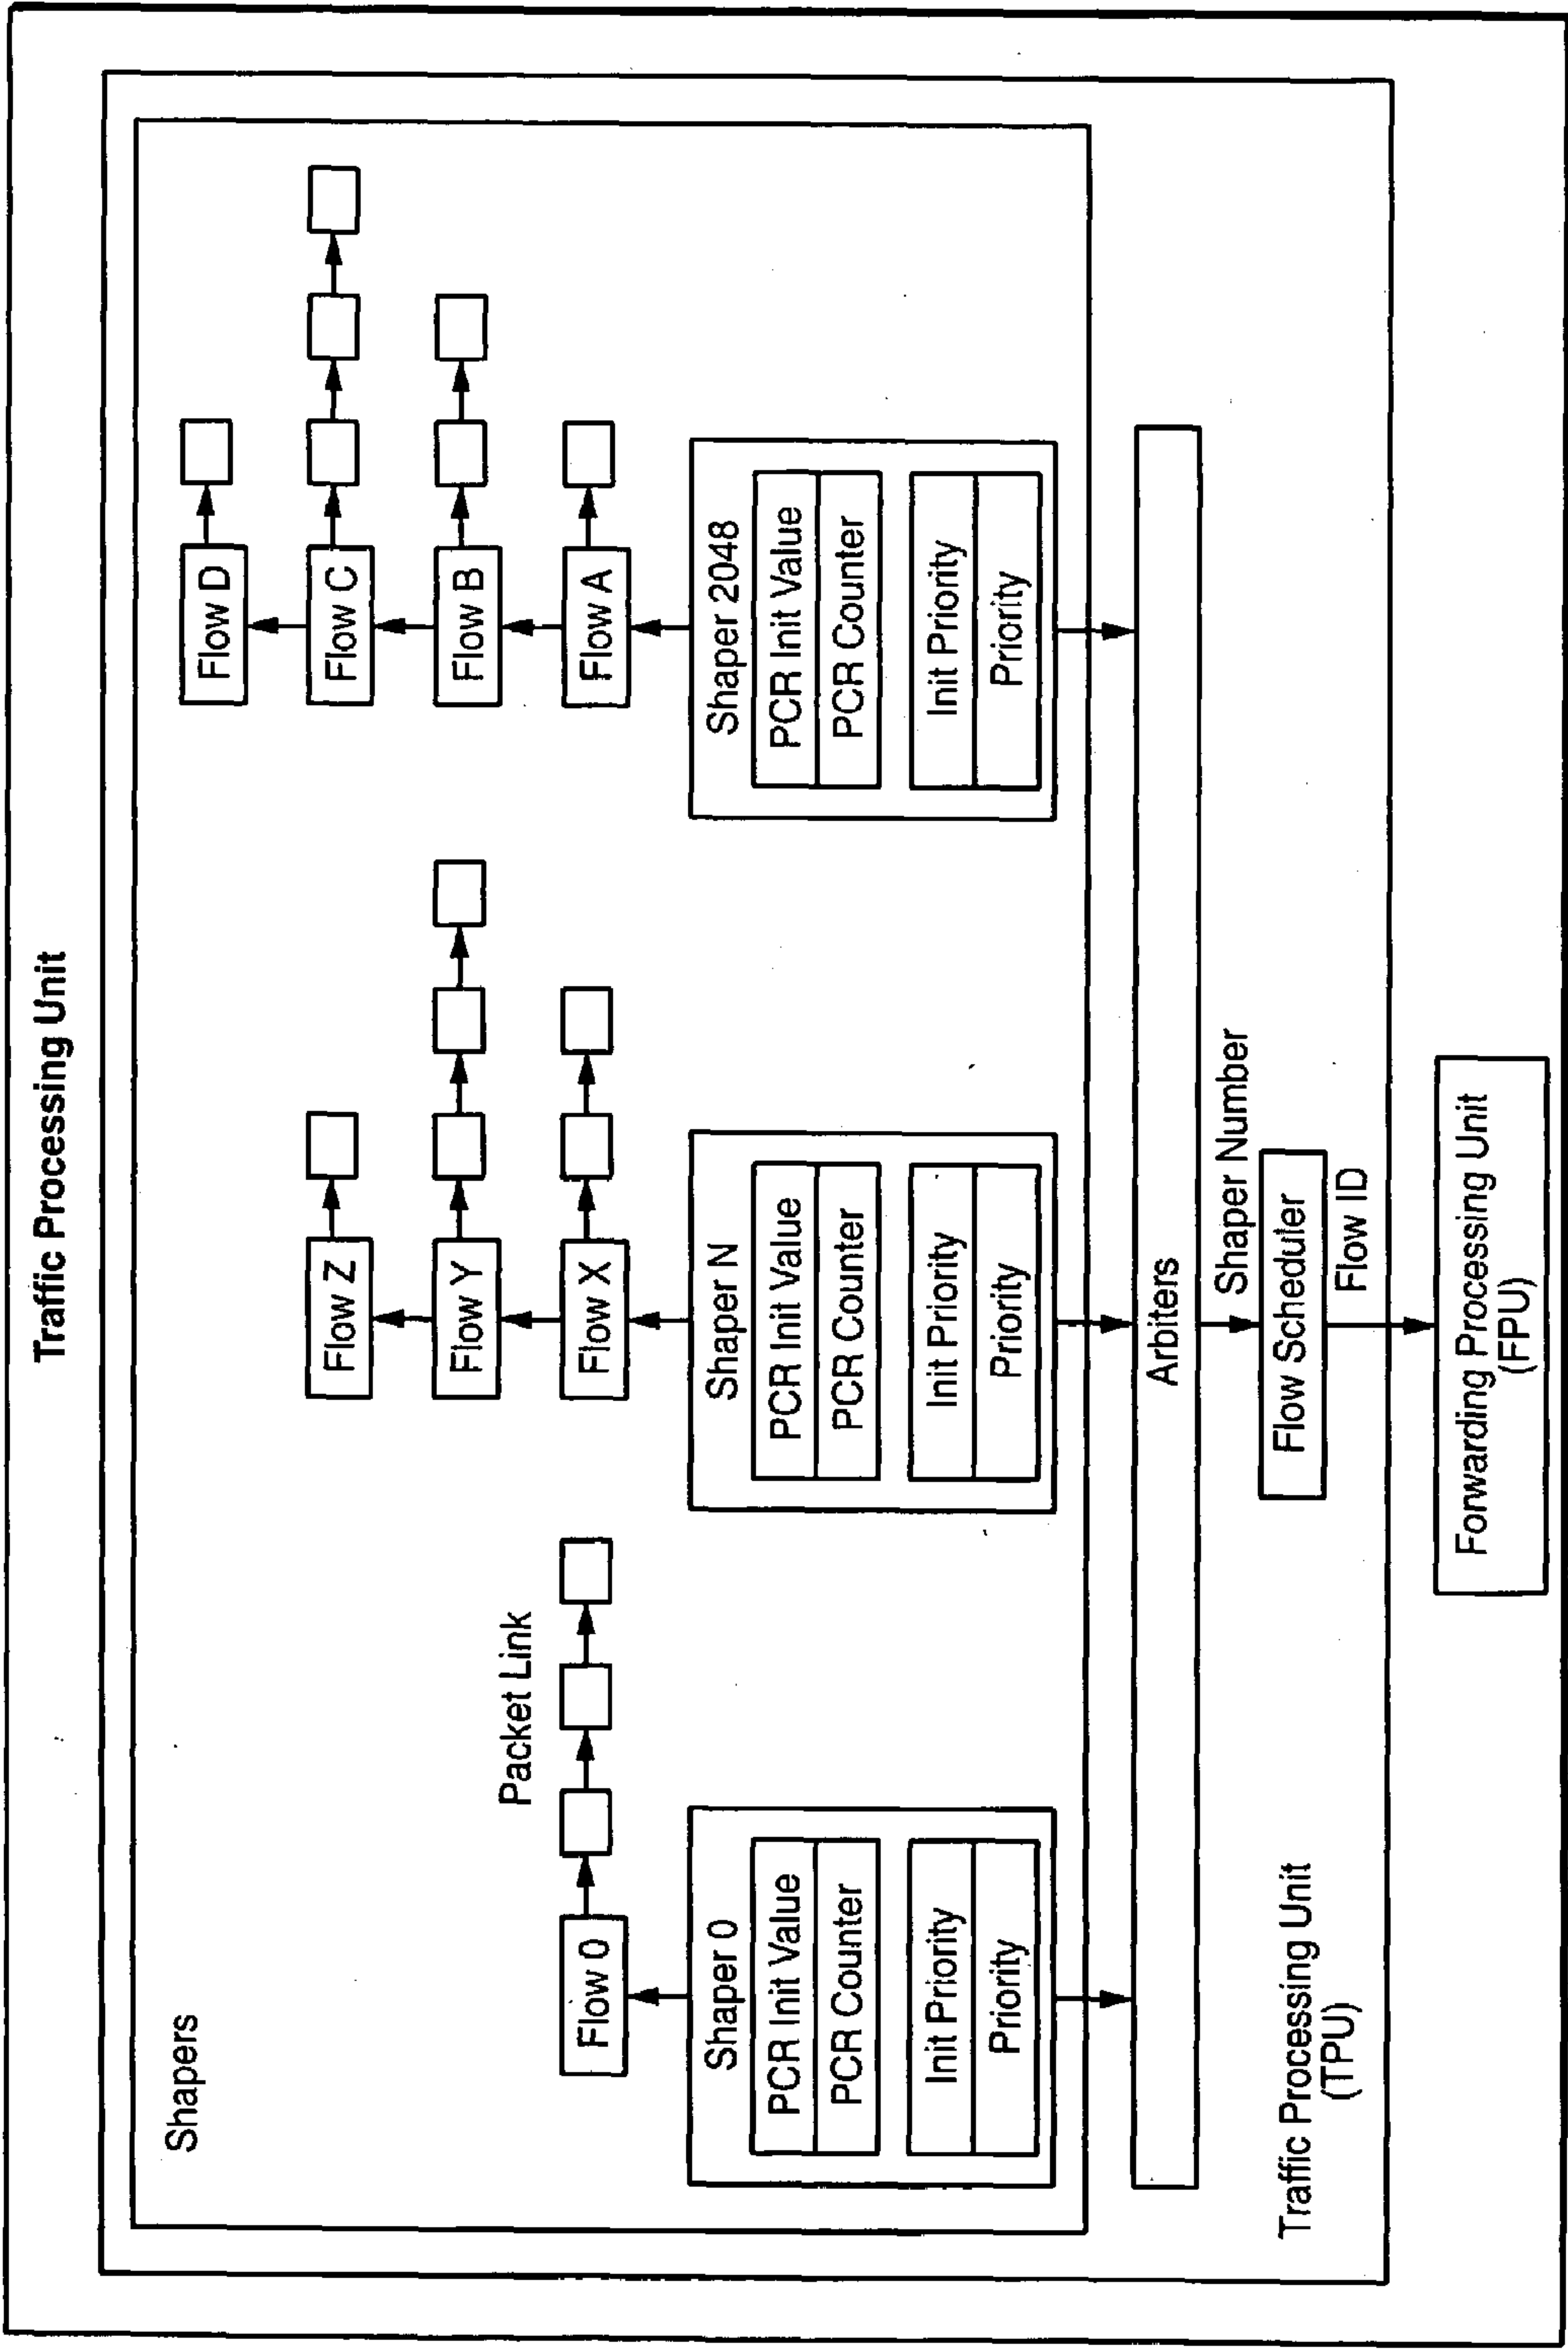 Traffic Processing Unit
Shapers
Flow D
Flow Z
Flow C
Packet Link
Flow Y
Flow B
Flow 0
Flow X
Flow A
Shaper 0
PCR Init Value
PCR Counter
Init Priority
Priority
Shaper N
PCR Init Value
PCR Counter
Init Priority
Priority
Shaper 2048
PCR Init Value
PCR Counter
Init Priority
Priority
Arbiters
Shaper Number
Flow Scheduler
Flow ID
Traffic Processing Unit
(TPU)
Forwarding Processing Unit
(FPU)